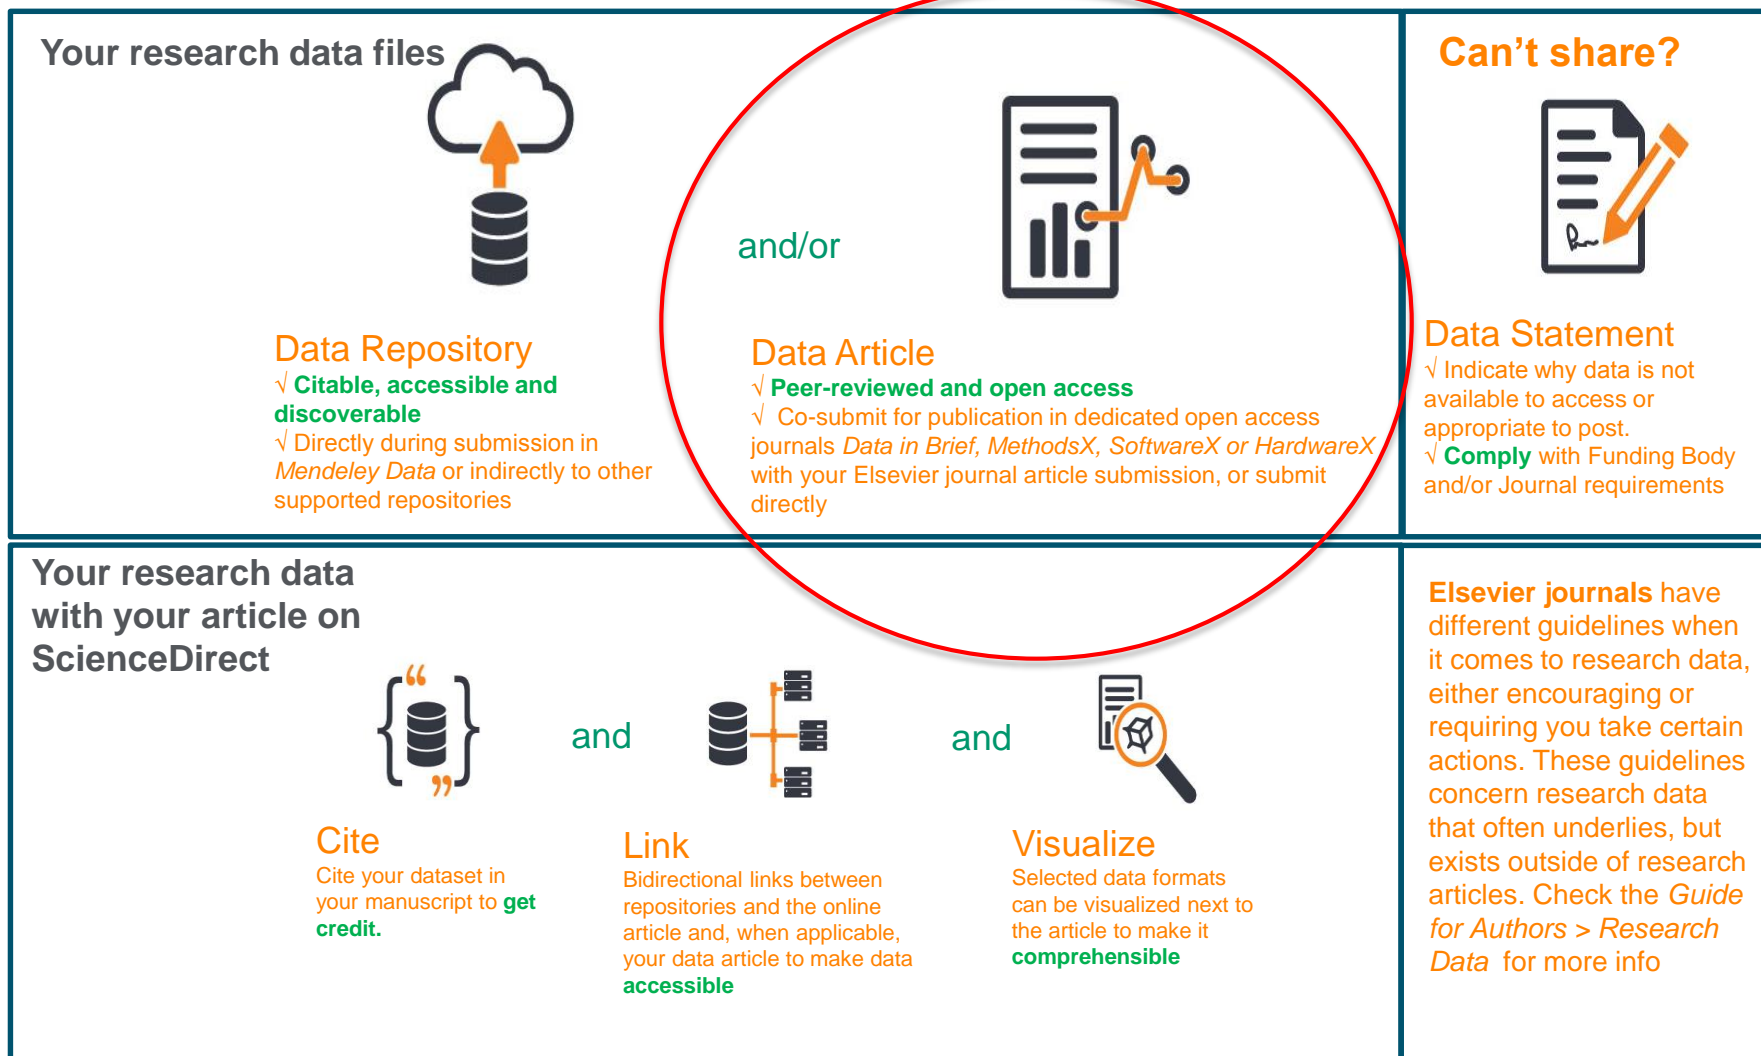 Your research data files
and/or
Data Repository
√ Citable, accessible and
discoverable
√ Directly during submission in
Mendeley Data or indirectly to other
supported repositories
Data Article
√ Peer-reviewed and open access
√ Co-submit for publication in dedicated open access
journals Data in Brief, MethodsX, SoftwareX or HardwareX
with your Elsevier journal article submission, or submit
directly
Can’t share?
Data Statement
√ Indicate why data is not
available to access or
appropriate to post.
√ Comply with Funding Body
and/or Journal requirements
Your research data
with your article on
ScienceDirect
and
and
Cite
Cite your dataset in
your manuscript to get
credit.
Link
Bidirectional links between
repositories and the online
article and, when applicable,
your data article to make data
accessible
Visualize
Selected data formats
can be visualized next to
the article to make it
comprehensible
Elsevier journals have
different guidelines when
it comes to research data,
either encouraging or
requiring you take certain
actions. These guidelines
concern research data
that often underlies, but
exists outside of research
articles. Check the Guide
for Authors > Research
Data for more info